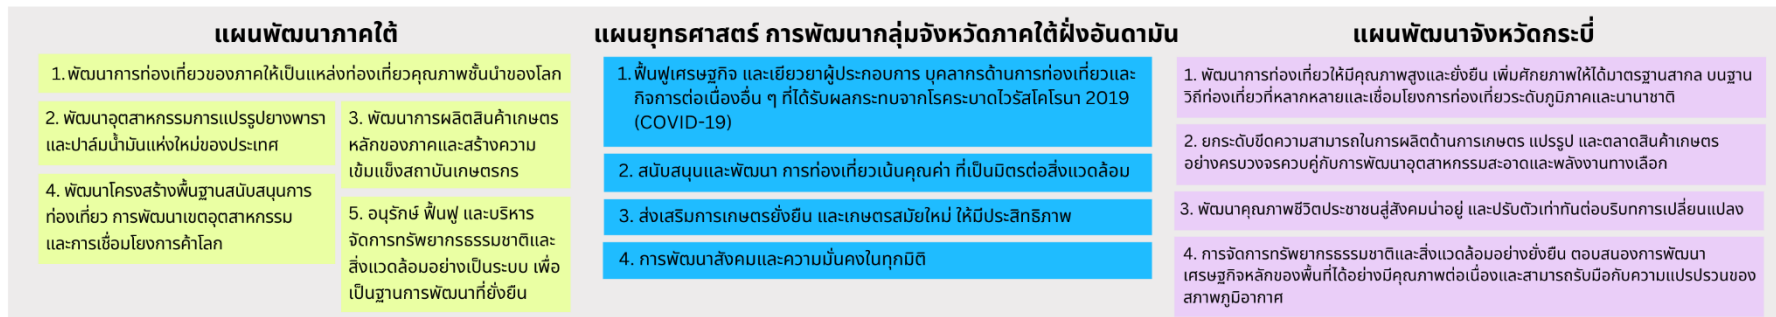 แผนพัฒนาภาคใต้
1. พัฒนาการท่องเที่ยวของภาคให้เป็นแหล่งท่องเที่ยวคุณภาพชั้นนำของโลก
2. พัฒนาอุตสาหกรรมการแปรรูปยางพารา
และปาล์มน้ำมันแห่งใหม่ของประเทศ
3. พัฒนาการผลิตสินค้าเกษตร
หลักของภาคและสร้างความ
เข้มแข็งสถาบันเกษตรกร
4. พัฒนาโครงสร้างพื้นฐานสนับสนุนการ
ท่องเที่ยว การพัฒนาเขตอุตสาหกรรม
และการเชื่อมโยงการค้าโลก
5. อนุรักษ์ ฟื้นฟู และบริหาร
จัดการทรัพยากรธรรมชาติและ
สิ่งแวดล้อมอย่างเป็นระบบ เพื่อ
เป็นฐานการพัฒนาที่ยั่งยืน
แผนยุทธศาสตร์ การพัฒนากลุ่มจังหวัดภาคใต้ฝั่งอันดามัน
1. ฟื้นฟูเศรษฐกิจ และเยียวยาผู้ประกอบการ บุคลากรด้านการท่องเที่ยวและ
กิจการต่อเนื่องอื่น ๆ ที่ได้รับผลกระทบจากโรคระบาดไวรัสโคโรนา 2019
(COVID-19)
2. สนับสนุนและพัฒนา การท่องเที่ยวเน้นคุณค่า ที่เป็นมิตรต่อสิ่งแวดล้อม
3. ส่งเสริมการเกษตรยั่งยืน และเกษตรสมัยใหม่ ให้มีประสิทธิภาพ
4. การพัฒนาสังคมและความมั่นคงในทุกมิติ
แผนพัฒนาจังหวัดกระบี่
1. พัฒนาการท่องเที่ยวให้มีคุณภาพสูงและยั่งยืน เพิ่มศักยภาพให้ได้มาตรฐานสากล บนฐาน
วิถีท่องเที่ยวที่หลากหลายและเชื่อมโยงการท่องเที่ยวระดับภูมิภาคและนานาชาติ
2. ยกระดับขีดความสามารถในการผลิตด้านการเกษตร แปรรูป และตลาดสินค้าเกษตร
อย่างครบวงจรควบคู่กับการพัฒนาอุตสาหกรรมสะอาดและพลังงานทางเลือก
3. พัฒนาคุณภาพชีวิตประชาชนสู่สังคมน่าอยู่ และปรับตัวเท่าทันต่อบริบทการเปลี่ยนแปลง
4. การจัดการทรัพยากรธรรมชาติและสิ่งแวดล้อมอย่างยั่งยืน ตอบสนองการพัฒนา
เศรษฐกิจหลักของพื้นที่ได้อย่างมีคุณภาพต่อเนื่องและสามารถรับมือกับความแปรปรวนของ
สภาพภูมิอากาศ